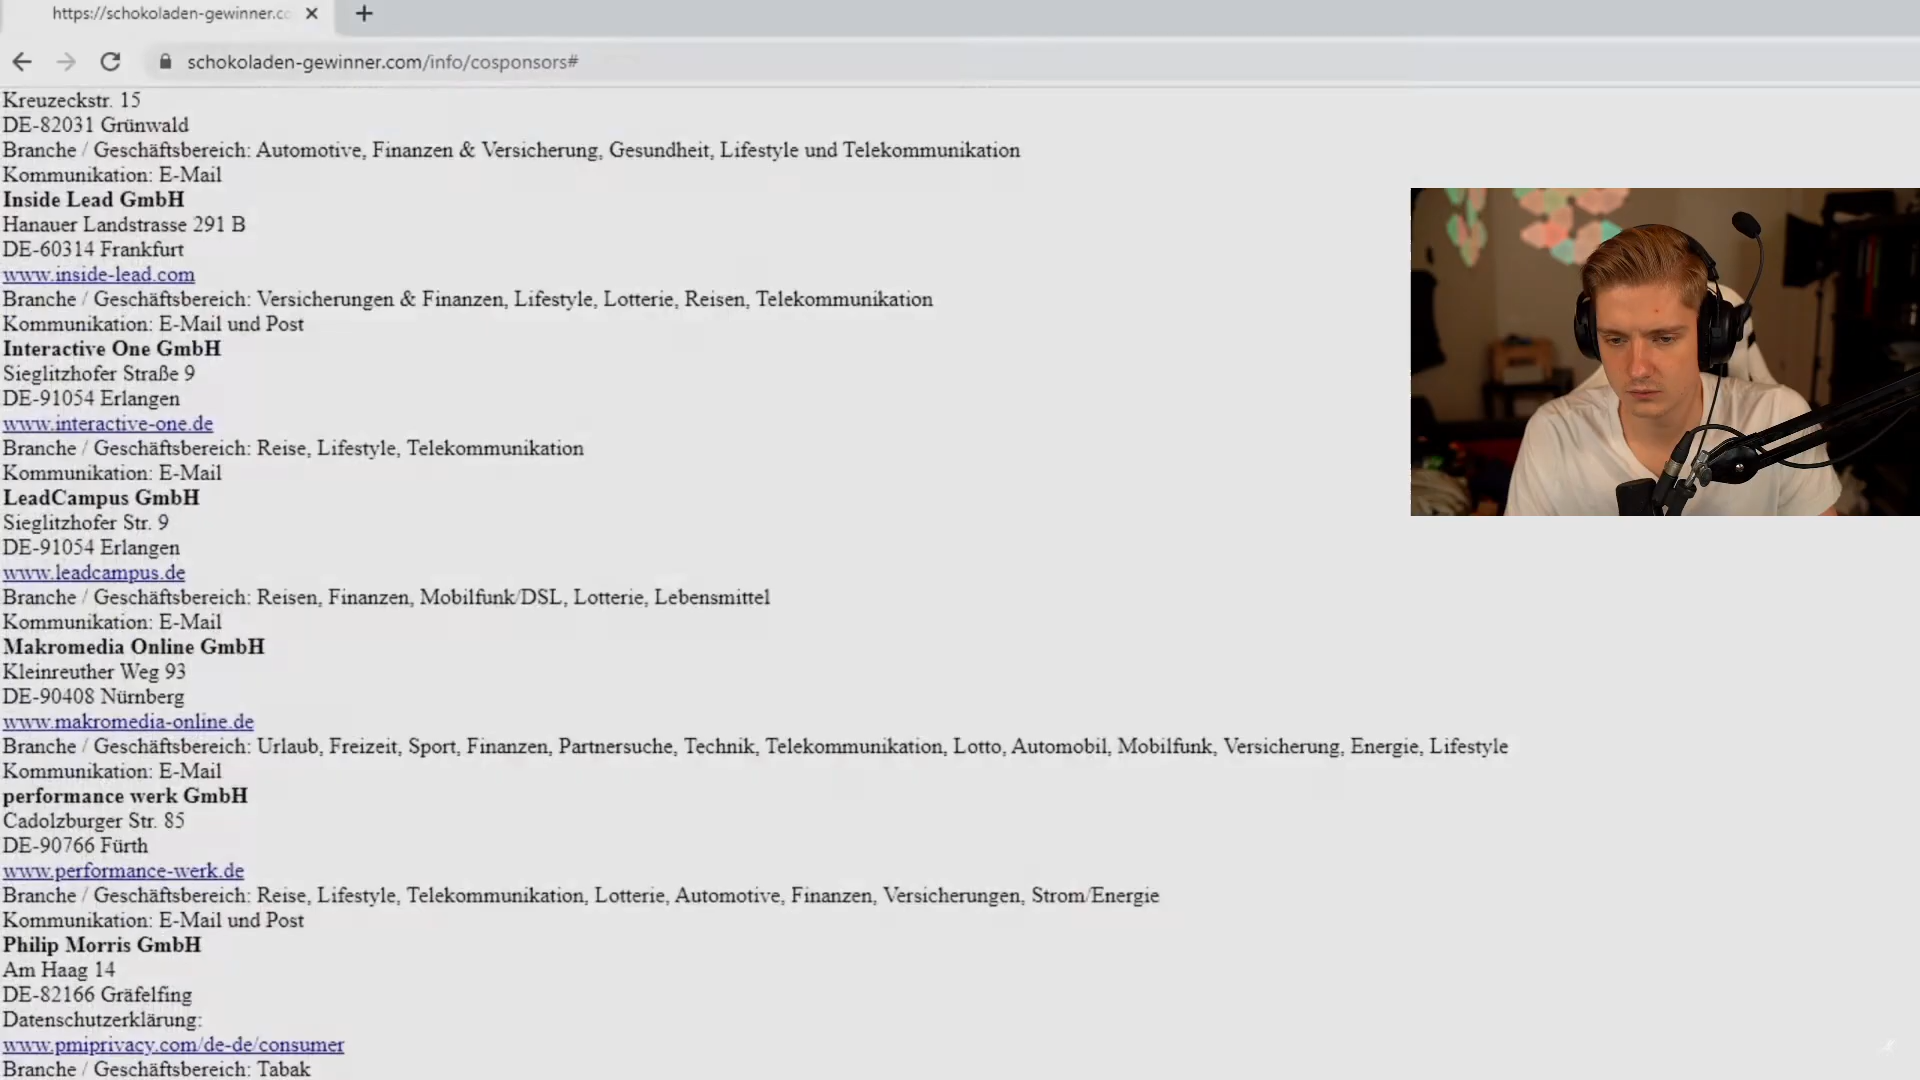 https://schokoladen-gewinner.co
schokoladen-gewinner.com/info/cosponsors#
Kreuzeckstr. 15
DE-82031 Grünwald
Branche / Geschäftsbereich: Automotive, Finanzen & Versicherung, Gesundheit, Lifestyle und Telekommunikation
Kommunikation: E-Mail
Inside Lead GmbH
Hanauer Landstrasse 291 B
DE-60314 Frankfurt
www.inside-lead.com
Branche / Geschäftsbereich: Versicherungen & Finanzen, Lifestyle, Lotterie, Reisen, Telekommunikation
Kommunikation: E-Mail und Post
Interactive One GmbH
Sieglitzhofer Straße 9
DE-91054 Erlangen
www.interactive-one.de
Branche / Geschäftsbereich: Reise, Lifestyle, Telekommunikation
Kommunikation: E-Mail
LeadCampus GmbH
Sieglitzhofer Str. 9
DE-91054 Erlangen
www.leadcampus.de
Branche / Geschäftsbereich: Reisen, Finanzen, Mobilfunk/DSL, Lotterie, Lebensmittel
Kommunikation: E-Mail
Makromedia Online GmbH
Kleinreuther Weg 93
DE-90408 Nürnberg
www.makromedia-online.de
Branche / Geschäftsbereich: Urlaub, Freizeit, Sport, Finanzen, Partnersuche, Technik, Telekommunikation, Lotto, Automobil, Mobilfunk, Versicherung, Energie, Lifestyle
Kommunikation: E-Mail
performance werk GmbH
Cadolzburger Str. 85
DE-90766 Fürth
www.performance-werk.de
Branche / Geschäftsbereich: Reise, Lifestyle, Telekommunikation, Lotterie, Automotive, Finanzen, Versicherungen, Strom/Energie
Kommunikation: E-Mail und Post
Philip Morris GmbH
Am Haag 14
DE-82166 Gräfelfing
Datenschutzerklärung:
www.pmiprivacy.com/de-de/consumer
Branche / Geschäftsbereich: Tabak